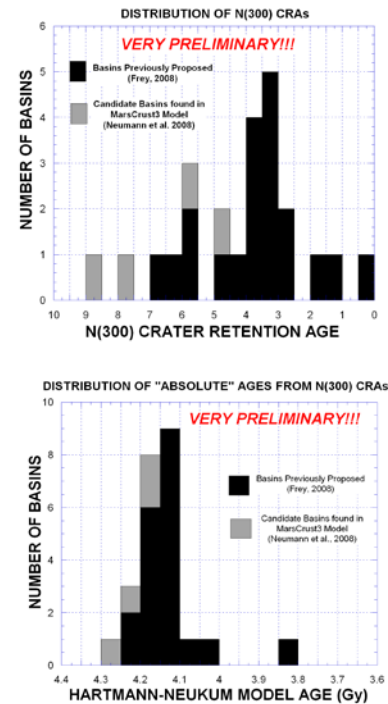 DISTRIBUTION OF N(300) CRAs
VERY PRELIMINARY!!!
Basins Previously Proposed
(Frey, 2008)
Candidate Basins found in
MarsCrust3 Model
(Neumann et al. 2008)
NUMBER OF BASINS
6
5
4
3
2
1
0
10 9 8 7 6 5 4 3 2 1 0
N(300) CRATER RETENTION AGE
DISTRIBUTION OF "ABSOLUTE" AGES FROM N(300) CRAs
VERY PRELIMINARY!!!
Basins Previously Proposed
(Frey, 2008)
Candidate Basins found in
MarsCrust3 Model
(Neumann et al., 2008)
NUMBER OF BASINS
10
8
6
4
2
0
4.4 4.3 4.2 4.1 4 3.9 3.8 3.7 3.6
HARTMANN-NEUKUM MODEL AGE (Gy)